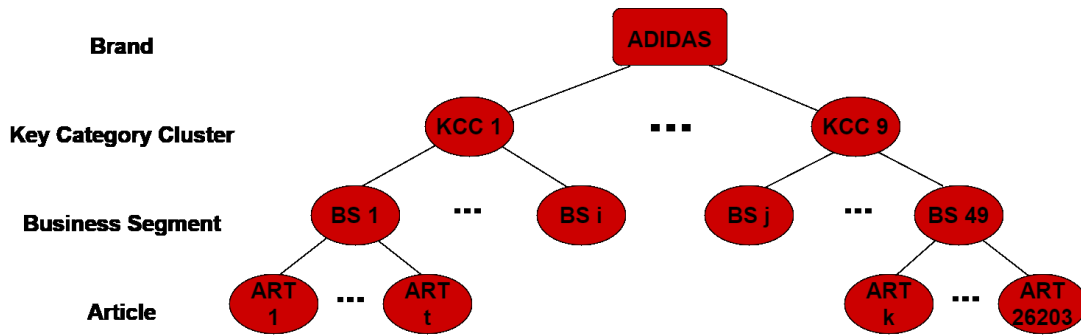 Brand
ADIDAS
Key Category Cluster
KCC 1
...
KCC 9
Business Segment
BS 1
...
BS i
BS j
...
BS 49
Article
ART
1
...
ART
t
...
ART
k
...
ART
26203